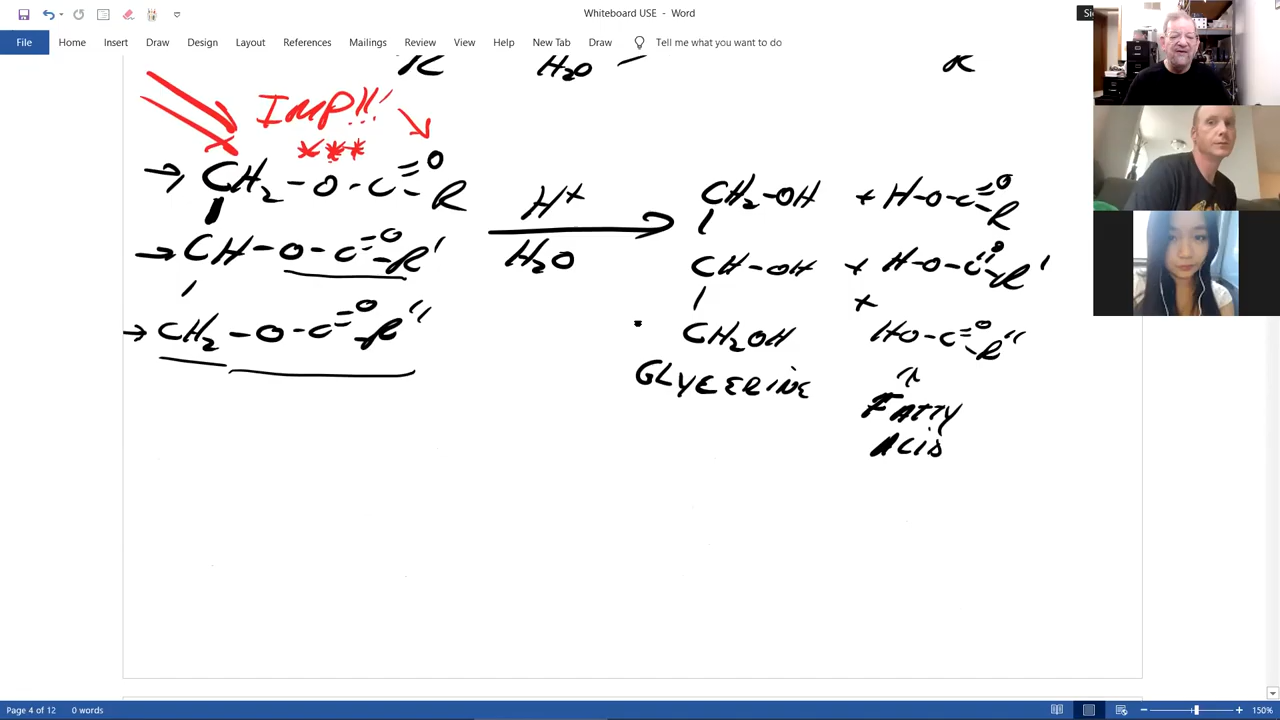 Whiteboard USE - Word
File Home Insert Draw Design Layout References Mailings Review View Help New Tab Draw Tell me what you want to do
R H2O R
IMP!!!
***
CH2-O-C=O-R H+ CH2-OH + H-O-C=O-R
CH-O-C=O-R' H2O CH-OH + H-O-C=O-R'
+
CH2-O-C=O-R'' CH2OH HO-C=O-R''
GLYCERINE
FATTY
ACID
Page 4 of 12 0 words 150%